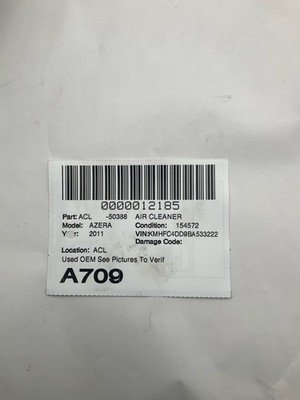 0000012185
Part: ACL -50388 AIR CLEANER
Model: AZERA Condition: 154572
Year: 2011 VIN:KMHFC4DD9BA533222
Damage Code:
Location: ACL
Used OEM See Pictures To Verif
A709